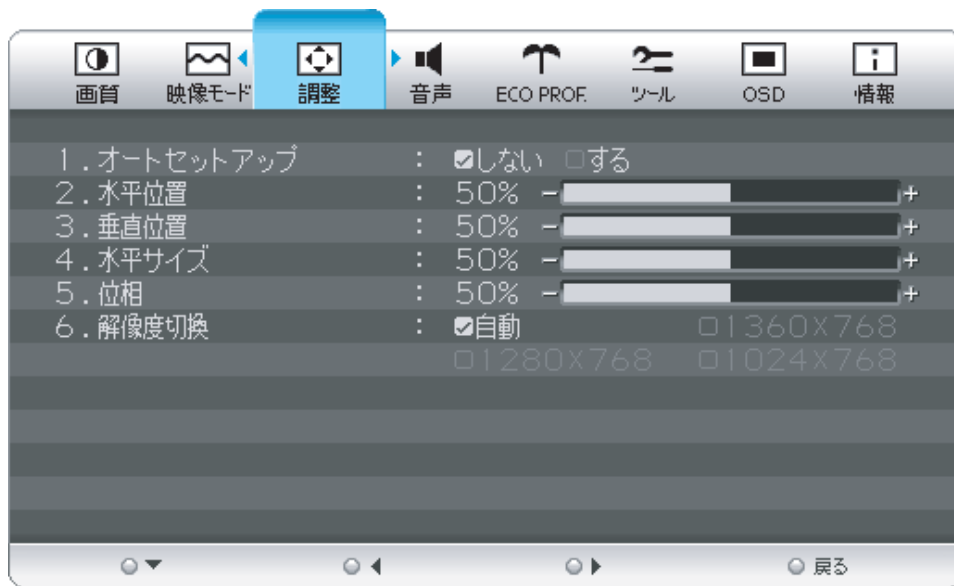 画質 映像モード 調整 音声 ECO PROF. ツール OSD 情報
1.オートセットアップ : しない する
2.水平位置 : 50% - +
3.垂直位置 : 50% - +
4.水平サイズ : 50% - +
5.位相 : 50% - +
6.解像度切換 : 自動 1360X768
1280X768 1024X768
戻る